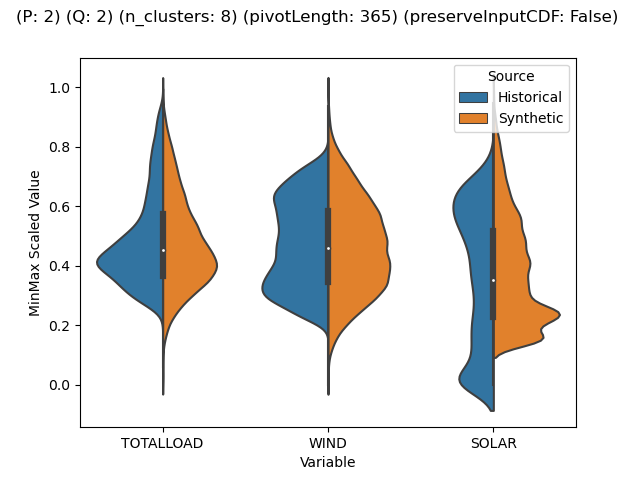 (P: 2) (Q: 2) (n_clusters: 8) (pivotLength: 365) (preserveInputCDF: False)
Source
Historical
Synthetic
MinMax Scaled Value
1.0
0.8
0.6
0.4
0.2
0.0
TOTALLOAD
WIND
SOLAR
Variable